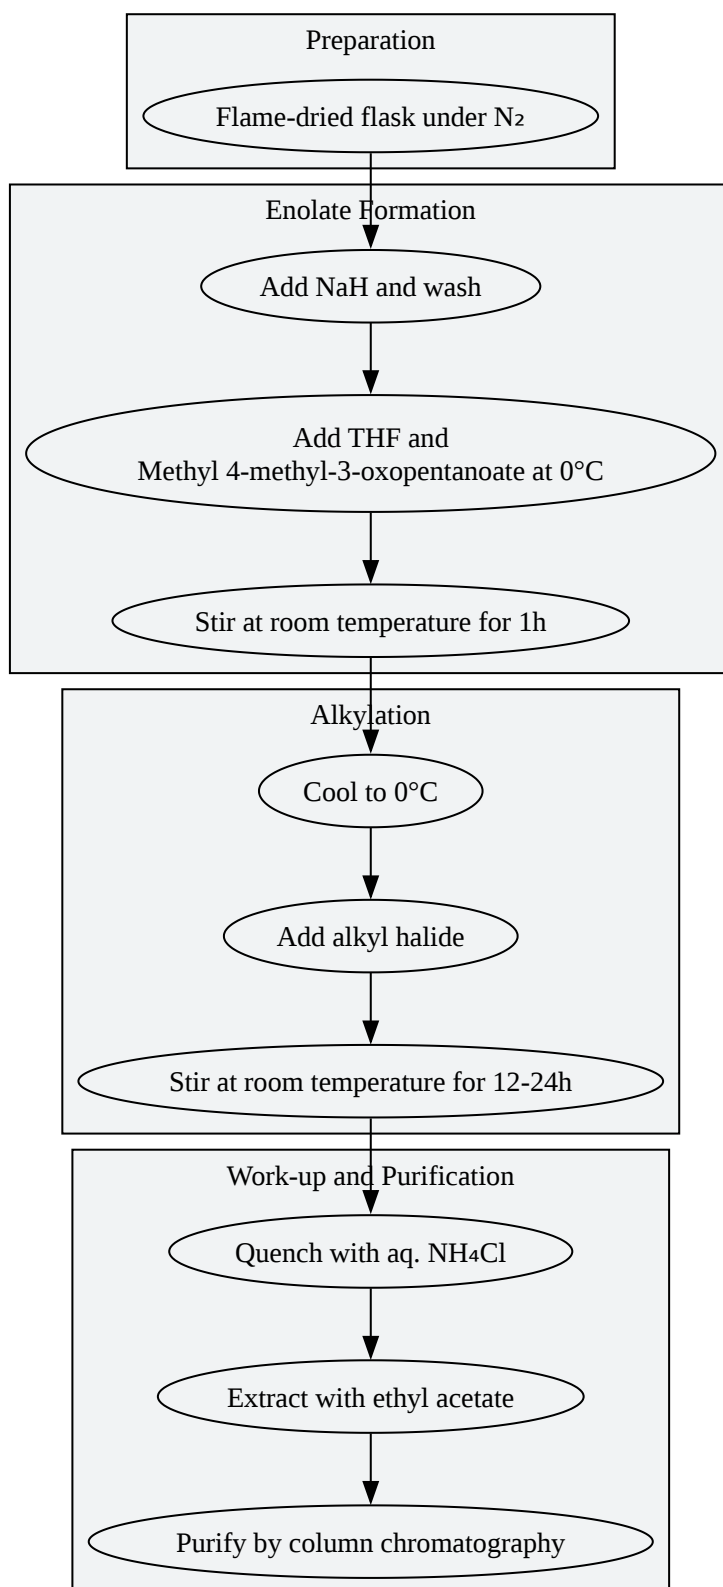 Preparation
Flame-dried flask under N₂
Enolate Formation
Add NaH and wash
Add THF and
Methyl 4-methyl-3-oxopentanoate at 0°C
Stir at room temperature for 1h
Alkylation
Cool to 0°C
Add alkyl halide
Stir at room temperature for 12-24h
Work-up and Purification
Quench with aq. NH₄Cl
Extract with ethyl acetate
Purify by column chromatography